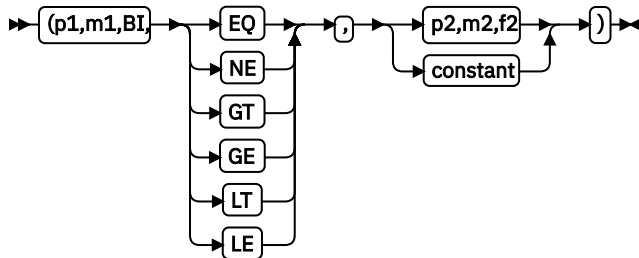 (p1,m1,BI, EQ , p2,m2,f2 )
NE constant
GT
GE
LT
LE